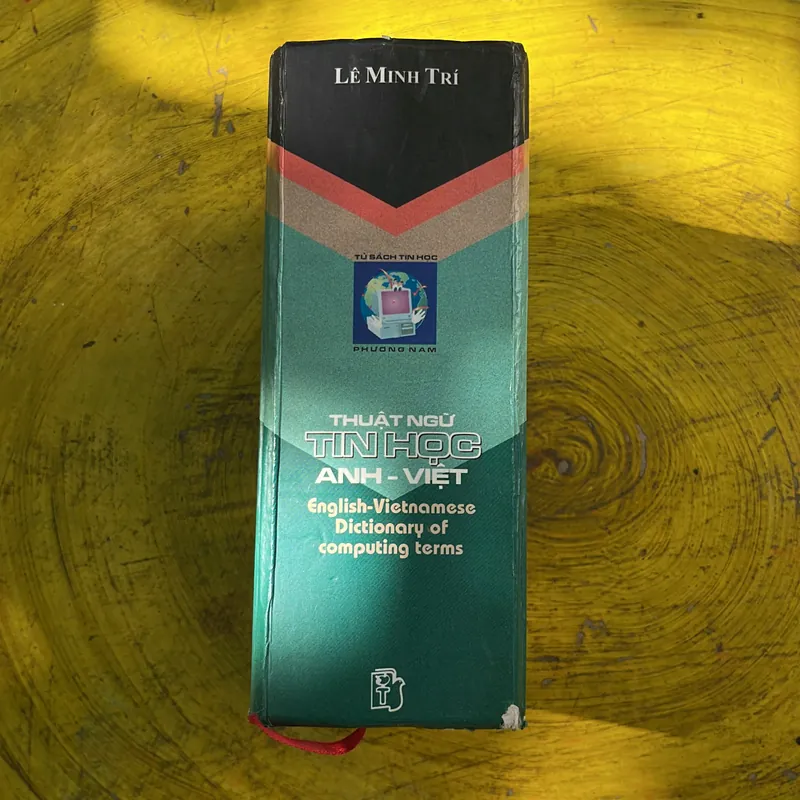 LÊ MINH TRÍ
TỦ SÁCH TIN HỌC
PHƯƠNG NAM
THUẬT NGỮ
TIN HỌC
ANH - VIỆT
English-Vietnamese
Dictionary of
computing terms
T